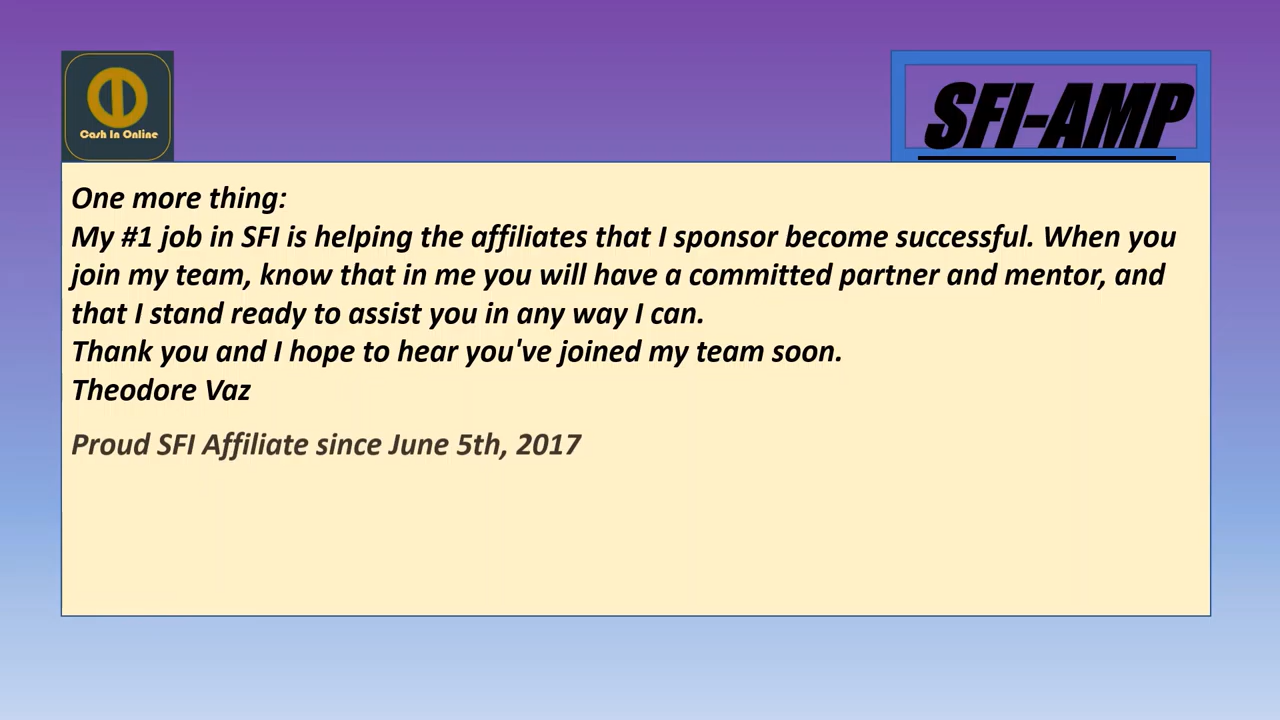 Cash In Online
SFI-AMP
One more thing:
My #1 job in SFI is helping the affiliates that I sponsor become successful. When you
join my team, know that in me you will have a committed partner and mentor, and
that I stand ready to assist you in any way I can.
Thank you and I hope to hear you've joined my team soon.
Theodore Vaz
Proud SFI Affiliate since June 5th, 2017